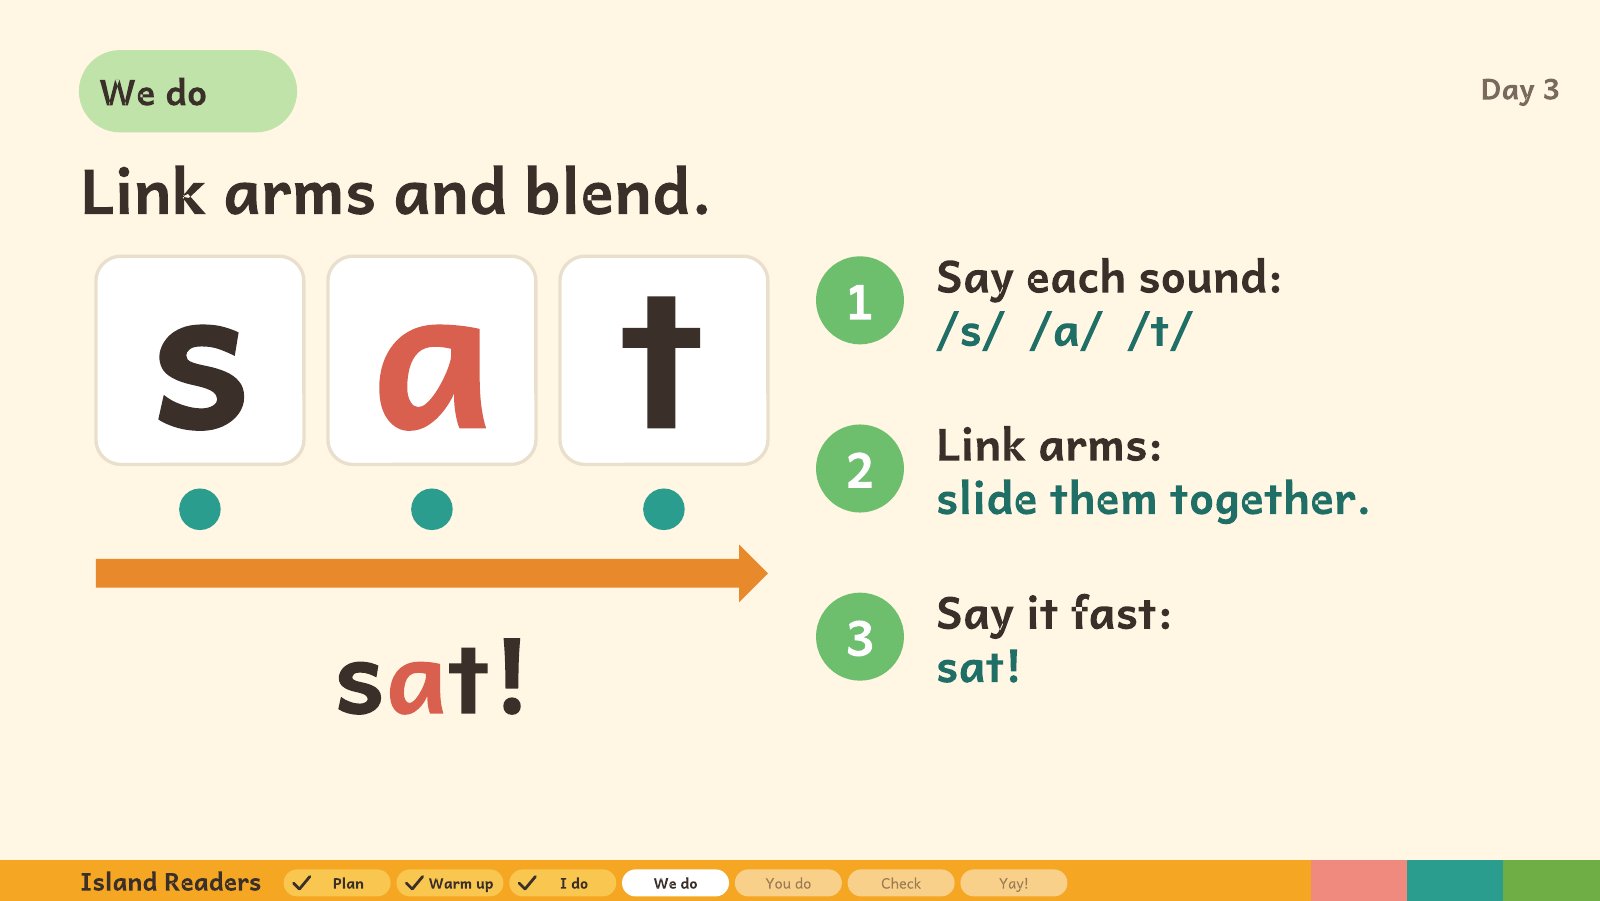 We do
Day 3
Link arms and blend.
s a t
sat!
1 Say each sound:
/s/ /a/ /t/
2 Link arms:
slide them together.
3 Say it fast:
sat!
Island Readers
Plan
Warm up
I do
We do
You do
Check
Yay!